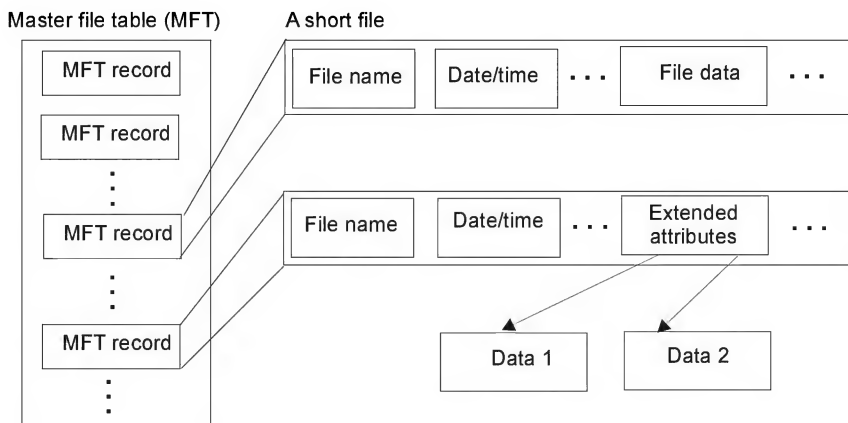 Master file table (MFT)
A short file
MFT record
MFT record
MFT record
MFT record
File name
Date/time
. . .
File data
. . .
File name
Date/time
. . .
Extended
attributes
. . .
Data 1
Data 2